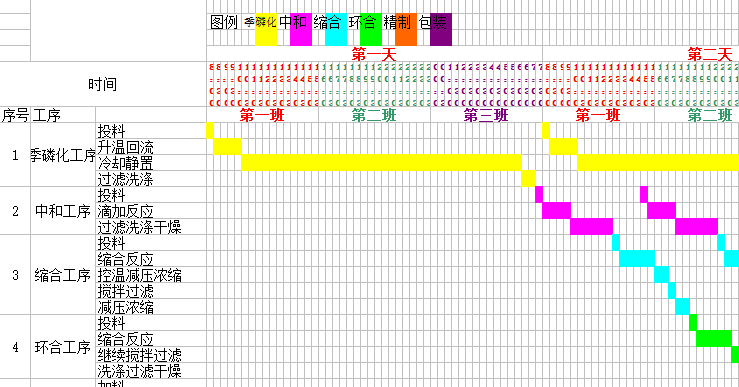 图例 季磷化 中和 缩合 环合 精制 包装
第一天 第二天
时间
序号 工序 第一班 第二班 第三班 第一班 第二班
1 季磷化工序 投料
升温回流
冷却静置
过滤洗涤
2 中和工序 投料
滴加反应
过滤洗涤干燥
3 缩合工序 投料
缩合反应
控温减压浓缩
搅拌过滤
减压浓缩
4 环合工序 投料
缩合反应
继续搅拌过滤
洗涤过滤干燥